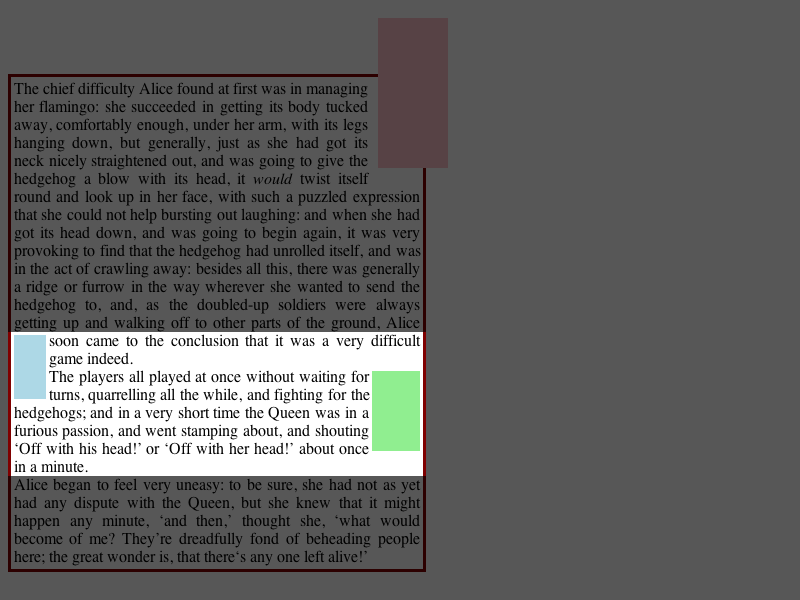 The chief difficulty Alice found at first was in managing
her flamingo: she succeeded in getting its body tucked
away, comfortably enough, under her arm, with its legs
hanging down, but generally, just as she had got its
neck nicely straightened out, and was going to give the
hedgehog a blow with its head, it would twist itself
round and look up in her face, with such a puzzled expression
that she could not help bursting out laughing: and when she had
got its head down, and was going to begin again, it was very
provoking to find that the hedgehog had unrolled itself, and was
in the act of crawling away: besides all this, there was generally
a ridge or furrow in the way wherever she wanted to send the
hedgehog to, and, as the doubled-up soldiers were always
getting up and walking off to other parts of the ground, Alice
soon came to the conclusion that it was a very difficult
game indeed.
The players all played at once without waiting for
turns, quarrelling all the while, and fighting for the
hedgehogs; and in a very short time the Queen was in a
furious passion, and went stamping about, and shouting
‘Off with his head!’ or ‘Off with her head!’ about once
in a minute.
Alice began to feel very uneasy: to be sure, she had not as yet
had any dispute with the Queen, but she knew that it might
happen any minute, ‘and then,’ thought she, ‘what would
become of me? They’re dreadfully fond of beheading people
here; the great wonder is, that there‘s any one left alive!’